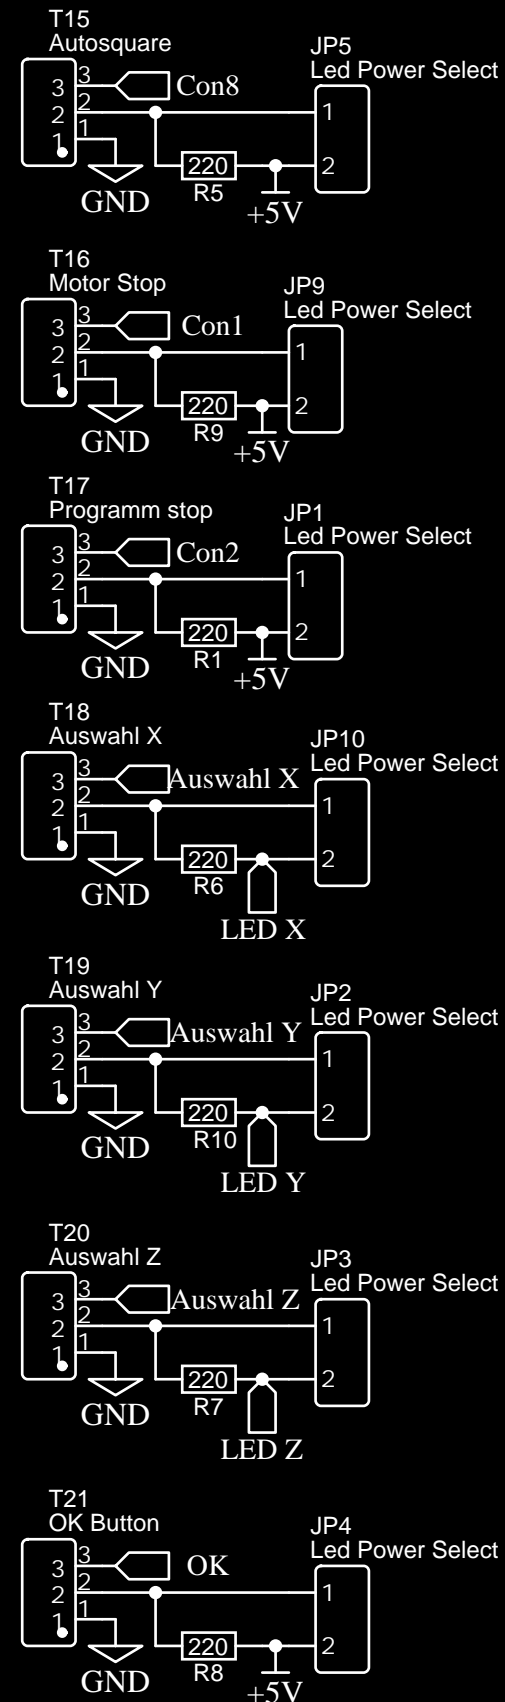 T15
Autosquare
JP5
Led Power Select
3 3 Con8
2 2 1
1 1
220 2
GND R5 +5V
T16
Motor Stop
JP9
Led Power Select
3 3 Con1
2 2 1
1 1
220 2
GND R9 +5V
T17
Programm stop
JP1
Led Power Select
3 3 Con2
2 2 1
1 1
220 2
GND R1 +5V
T18
Auswahl X
JP10
Led Power Select
3 3 Auswahl X
2 2 1
1 1
220 2
GND R6
LED X
T19
Auswahl Y
JP2
Led Power Select
3 3 Auswahl Y
2 2 1
1 1
220 2
GND R10
LED Y
T20
Auswahl Z
JP3
Led Power Select
3 3 Auswahl Z
2 2 1
1 1
220 2
GND R7
LED Z
T21
OK Button
JP4
Led Power Select
3 3 OK
2 2 1
1 1
220 2
GND R8 +5V